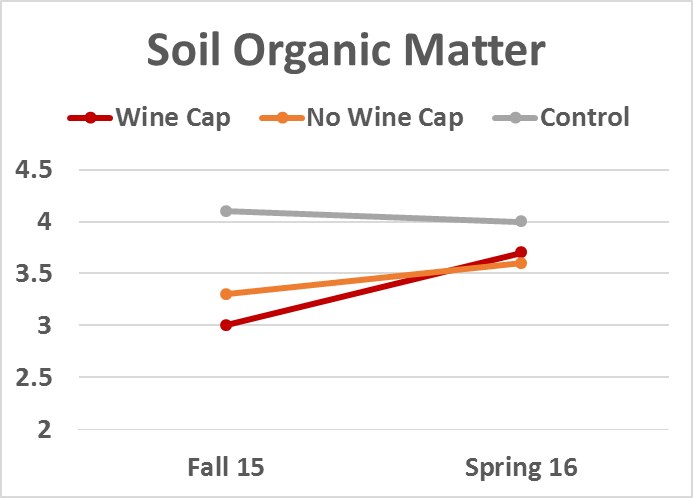 Soil Organic Matter
Wine Cap No Wine Cap Control
4.5
4
3.5
3
2.5
2
Fall 15 Spring 16